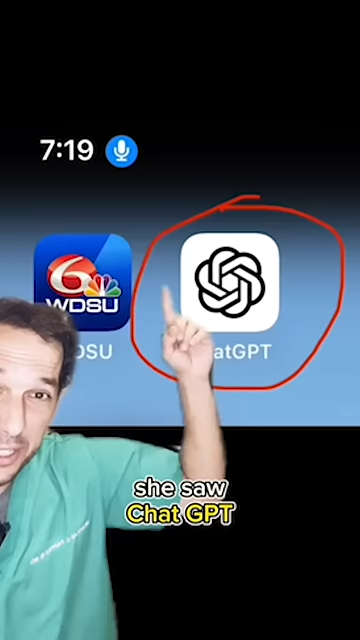 7:19
6
WDSU
DSU
atGPT
she saw
Chat GPT